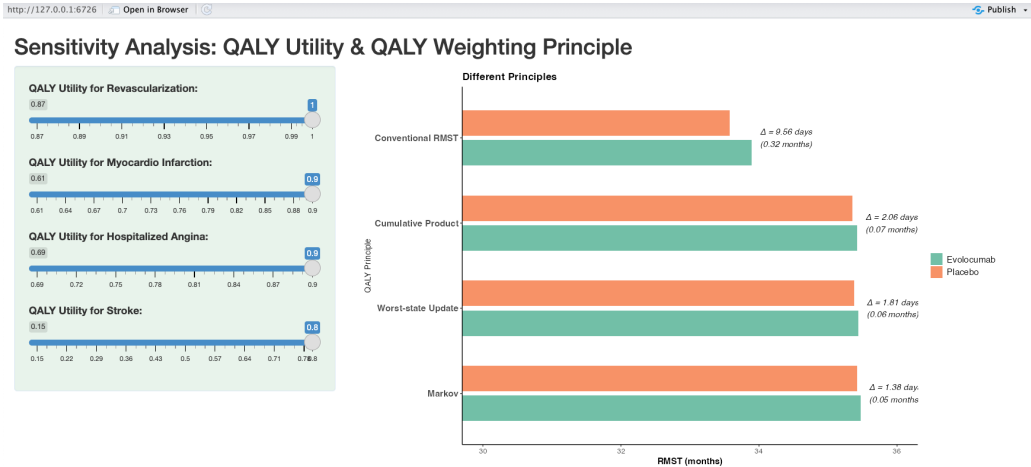 http://127.0.0.1:6726 Open in Browser Publish
Sensitivity Analysis: QALY Utility & QALY Weighting Principle
QALY Utility for Revascularization:
0.87 1
0.87 0.89 0.91 0.93 0.95 0.97 0.99 1
QALY Utility for Myocardio Infarction:
0.61 0.9
0.61 0.64 0.67 0.7 0.73 0.76 0.79 0.82 0.85 0.88 0.9
QALY Utility for Hospitalized Angina:
0.69 0.9
0.69 0.72 0.75 0.78 0.81 0.84 0.87 0.9
QALY Utility for Stroke:
0.15 0.8
0.15 0.22 0.29 0.36 0.43 0.5 0.57 0.64 0.71 0.78 0.8
Different Principles
QALY Principle
Conventional RMST
Δ = 9.56 days
(0.32 months)
Cumulative Product
Δ = 2.06 days
(0.07 months)
Worst-state Update
Δ = 1.81 days
(0.06 months)
Markov
Δ = 1.38 day
(0.05 months
30 32 34 36
RMST (months)
Evolocumab
Placebo